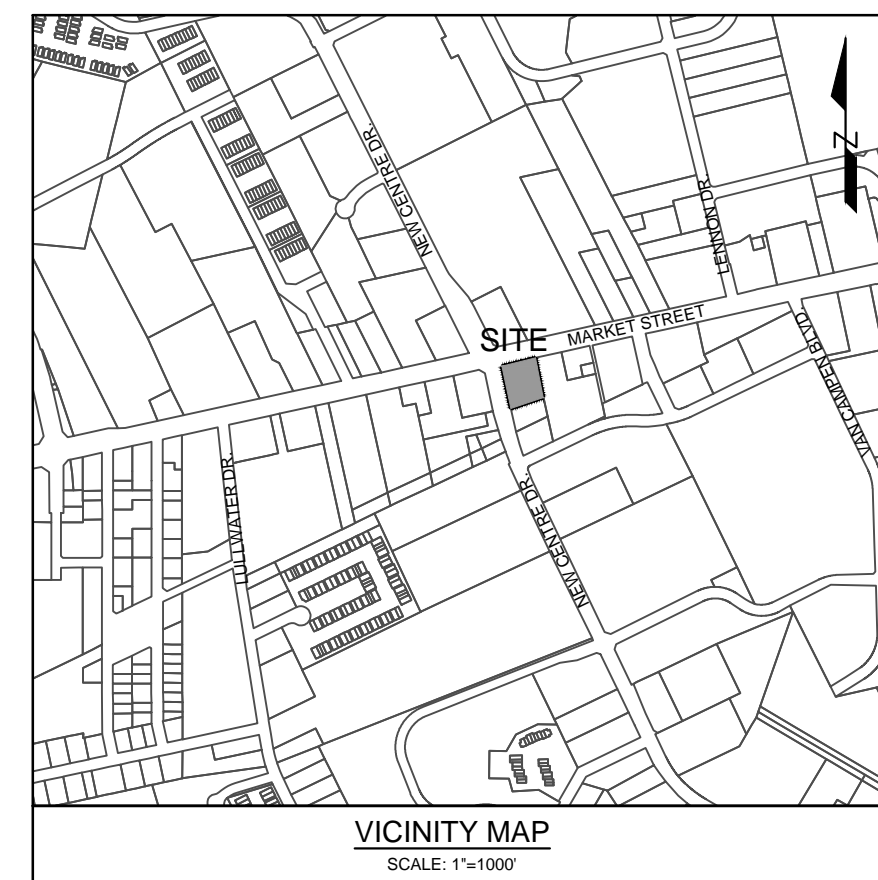 NEW CENTRE DR.
Z
LENNON DR.
MARKET STREET
SITE
VAN CAMPEN BLVD.
LULLWATER DR.
NEW CENTRE DR.
VICINITY MAP
SCALE: 1"=1000'